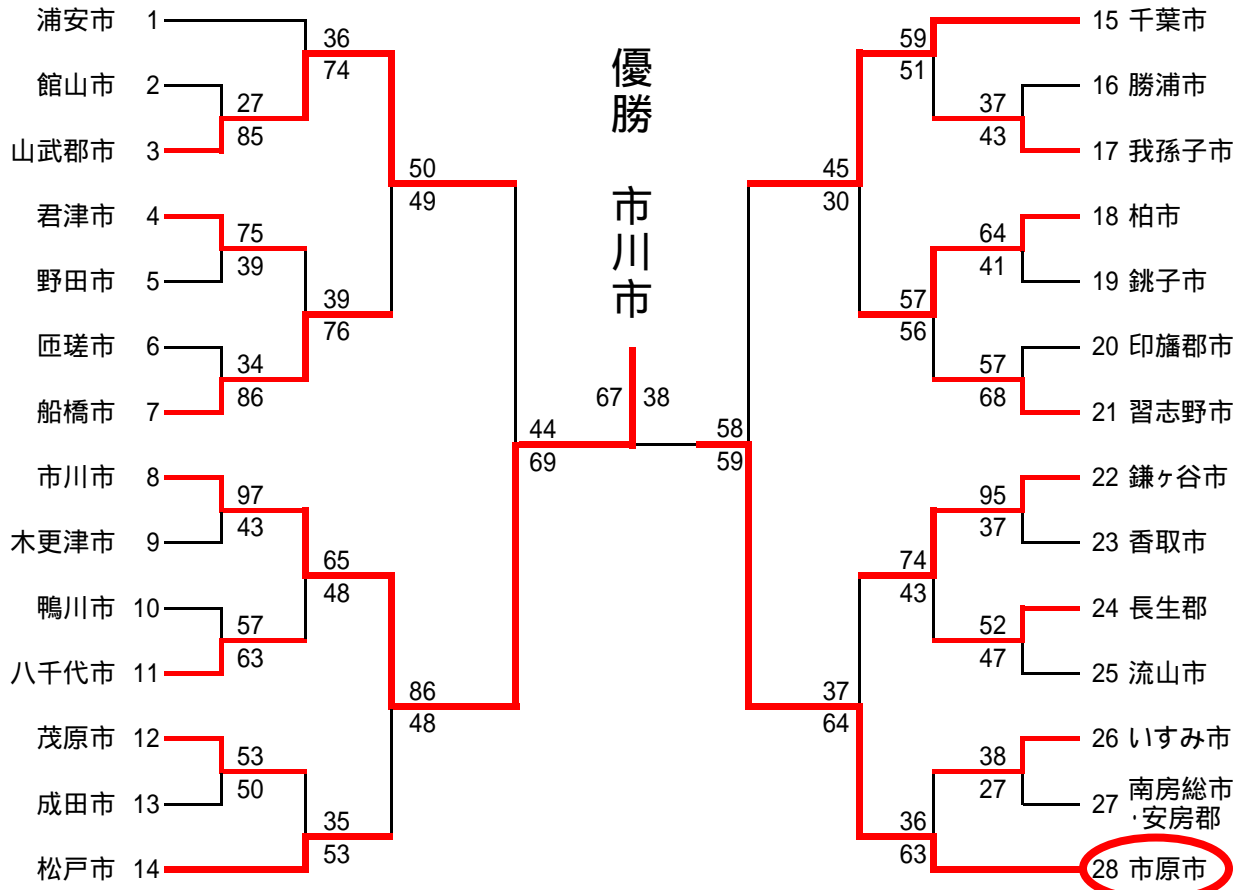 浦安市 1
館山市 2
山武郡市 3
君津市 4
野田市 5
匝瑳市 6
船橋市 7
市川市 8
木更津市 9
鴨川市 10
八千代市 11
茂原市 12
成田市 13
松戸市 14
27
85
75
39
34
86
97
43
57
63
53
50
36
74
39
76
65
48
35
53
50
49
86
48
44
69
優勝 市川市
67 38
58
59
45
30
37
64
59
51
57
56
74
43
36
63
37
43
64
41
57
68
95
37
52
47
38
27
15 千葉市
16 勝浦市
17 我孫子市
18 柏市
19 銚子市
20 印旛郡市
21 習志野市
22 鎌ヶ谷市
23 香取市
24 長生郡
25 流山市
26 いすみ市
27 南房総市
・安房郡
28 市原市